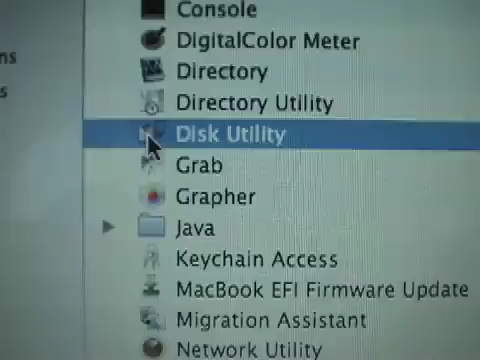 ns
s
Console
DigitalColor Meter
Directory
Directory Utility
Disk Utility
Grab
Grapher
Java
Keychain Access
MacBook EFI Firmware Update
Migration Assistant
Network Utility